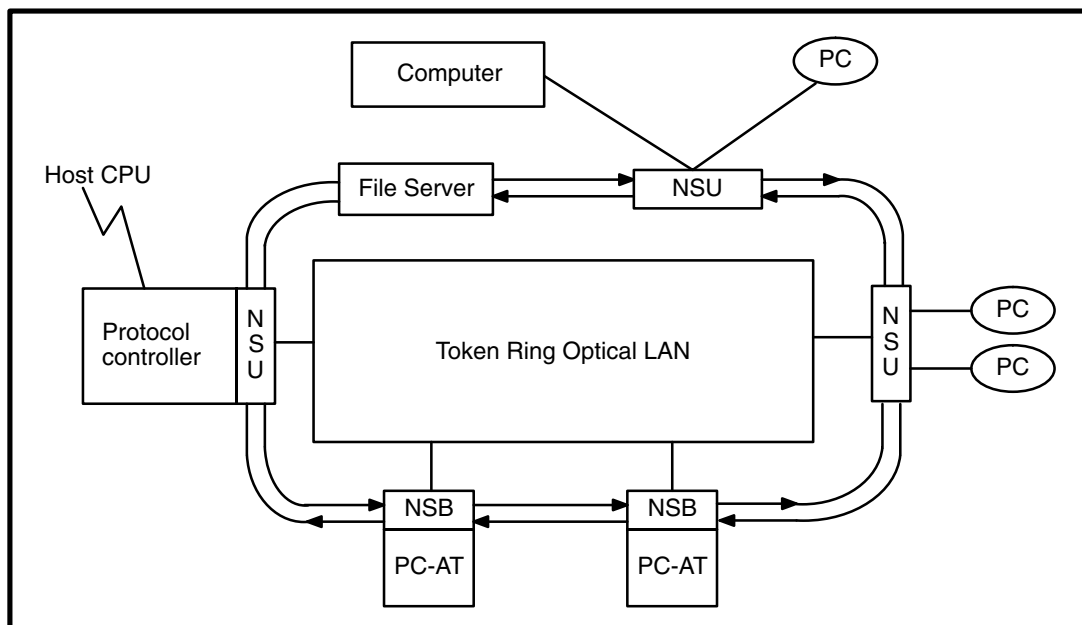 Computer
PC
Host CPU
File Server
NSU
Protocol
controller
N
S
U
Token Ring Optical LAN
N
S
U
PC
PC
NSB
NSB
PC-AT
PC-AT